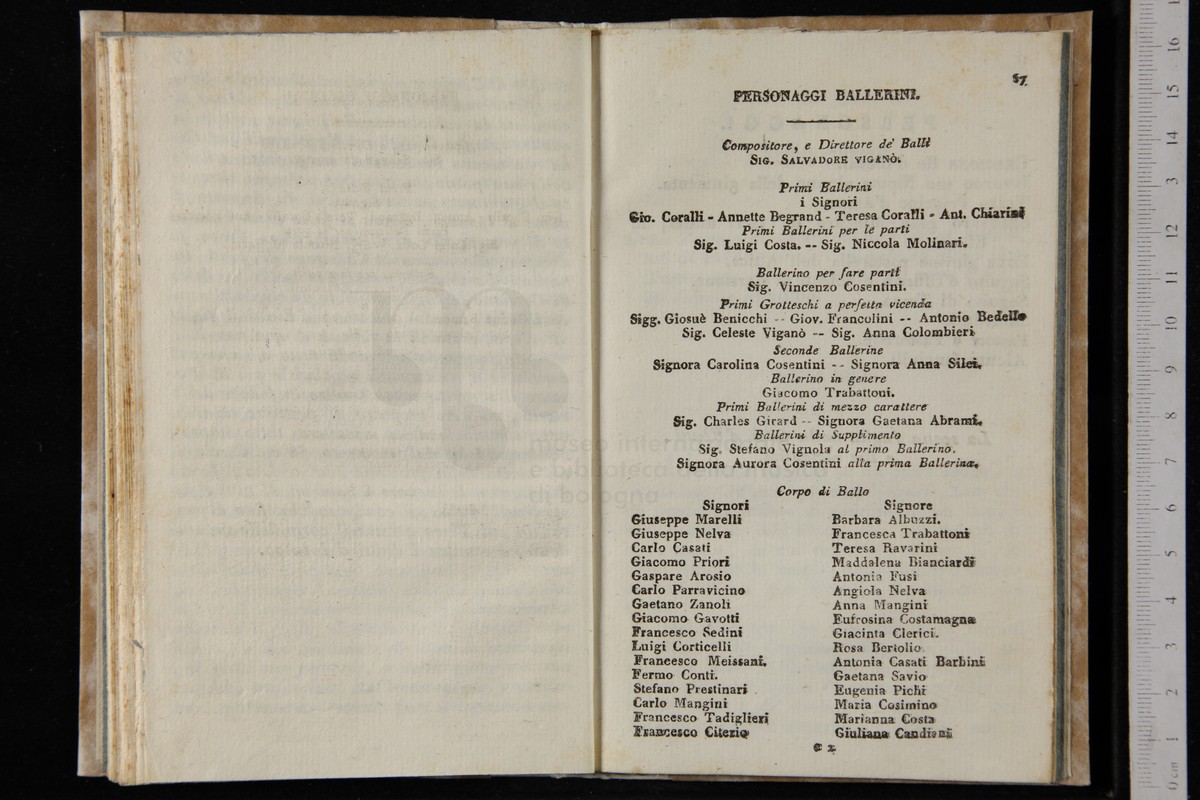 57
PERSONAGGI BALLERINI.
Compositore, e Direttore de' Balli
SIG. SALVADORE VIGANÒ.
Primi Ballerini
i Signori
Gio. Coralli - Annette Begrand - Teresa Coralli - Ant. Chiarini
Primi Ballerini per le parti
Sig. Luigi Costa. -- Sig. Niccola Molinari.
Ballerino per fare parti
Sig. Vincenzo Cosentini.
Primi Grotteschi a perfetta vicenda
Sigg. Giosuè Benicchi -- Giov. Francolini -- Antonio Bedello
Sig. Celeste Viganò -- Sig. Anna Colombieri
Seconde Ballerine
Signora Carolina Cosentini -- Signora Anna Silei.
Ballerino in genere
Giacomo Trabattoni.
Primi Ballerini di mezzo carattere
Sig. Charles Girard -- Signora Gaetana Abrami.
Ballerini di Supplimento
Sig. Stefano Vignola al primo Ballerino.
Signora Aurora Cosentini alla prima Ballerina.
Corpo di Ballo
Signori
Giuseppe Marelli
Giuseppe Nelva
Carlo Casati
Giacomo Priori
Gaspare Arosio
Carlo Parravicino
Gaetano Zanoli
Giacomo Gavotti
Francesco Sedini
Luigi Corticelli
Francesco Meissani.
Fermo Conti.
Stefano Prestinari
Carlo Mangini
Francesco Tadiglieri
Francesco Citerio
Signore
Barbara Albuzzi.
Francesca Trabattoni
Teresa Ravarini
Maddalena Bianciardi
Antonia Fusi
Angiola Nelva
Anna Mangini
Eufrosina Costamagna
Giacinta Clerici.
Rosa Bertolio
Antonia Casati Barbini
Gaetana Savio
Eugenia Pichi
Maria Cosimino
Marianna Costa
Giuliana Candiani
museo internazionale
e biblioteca della musica
di bologna